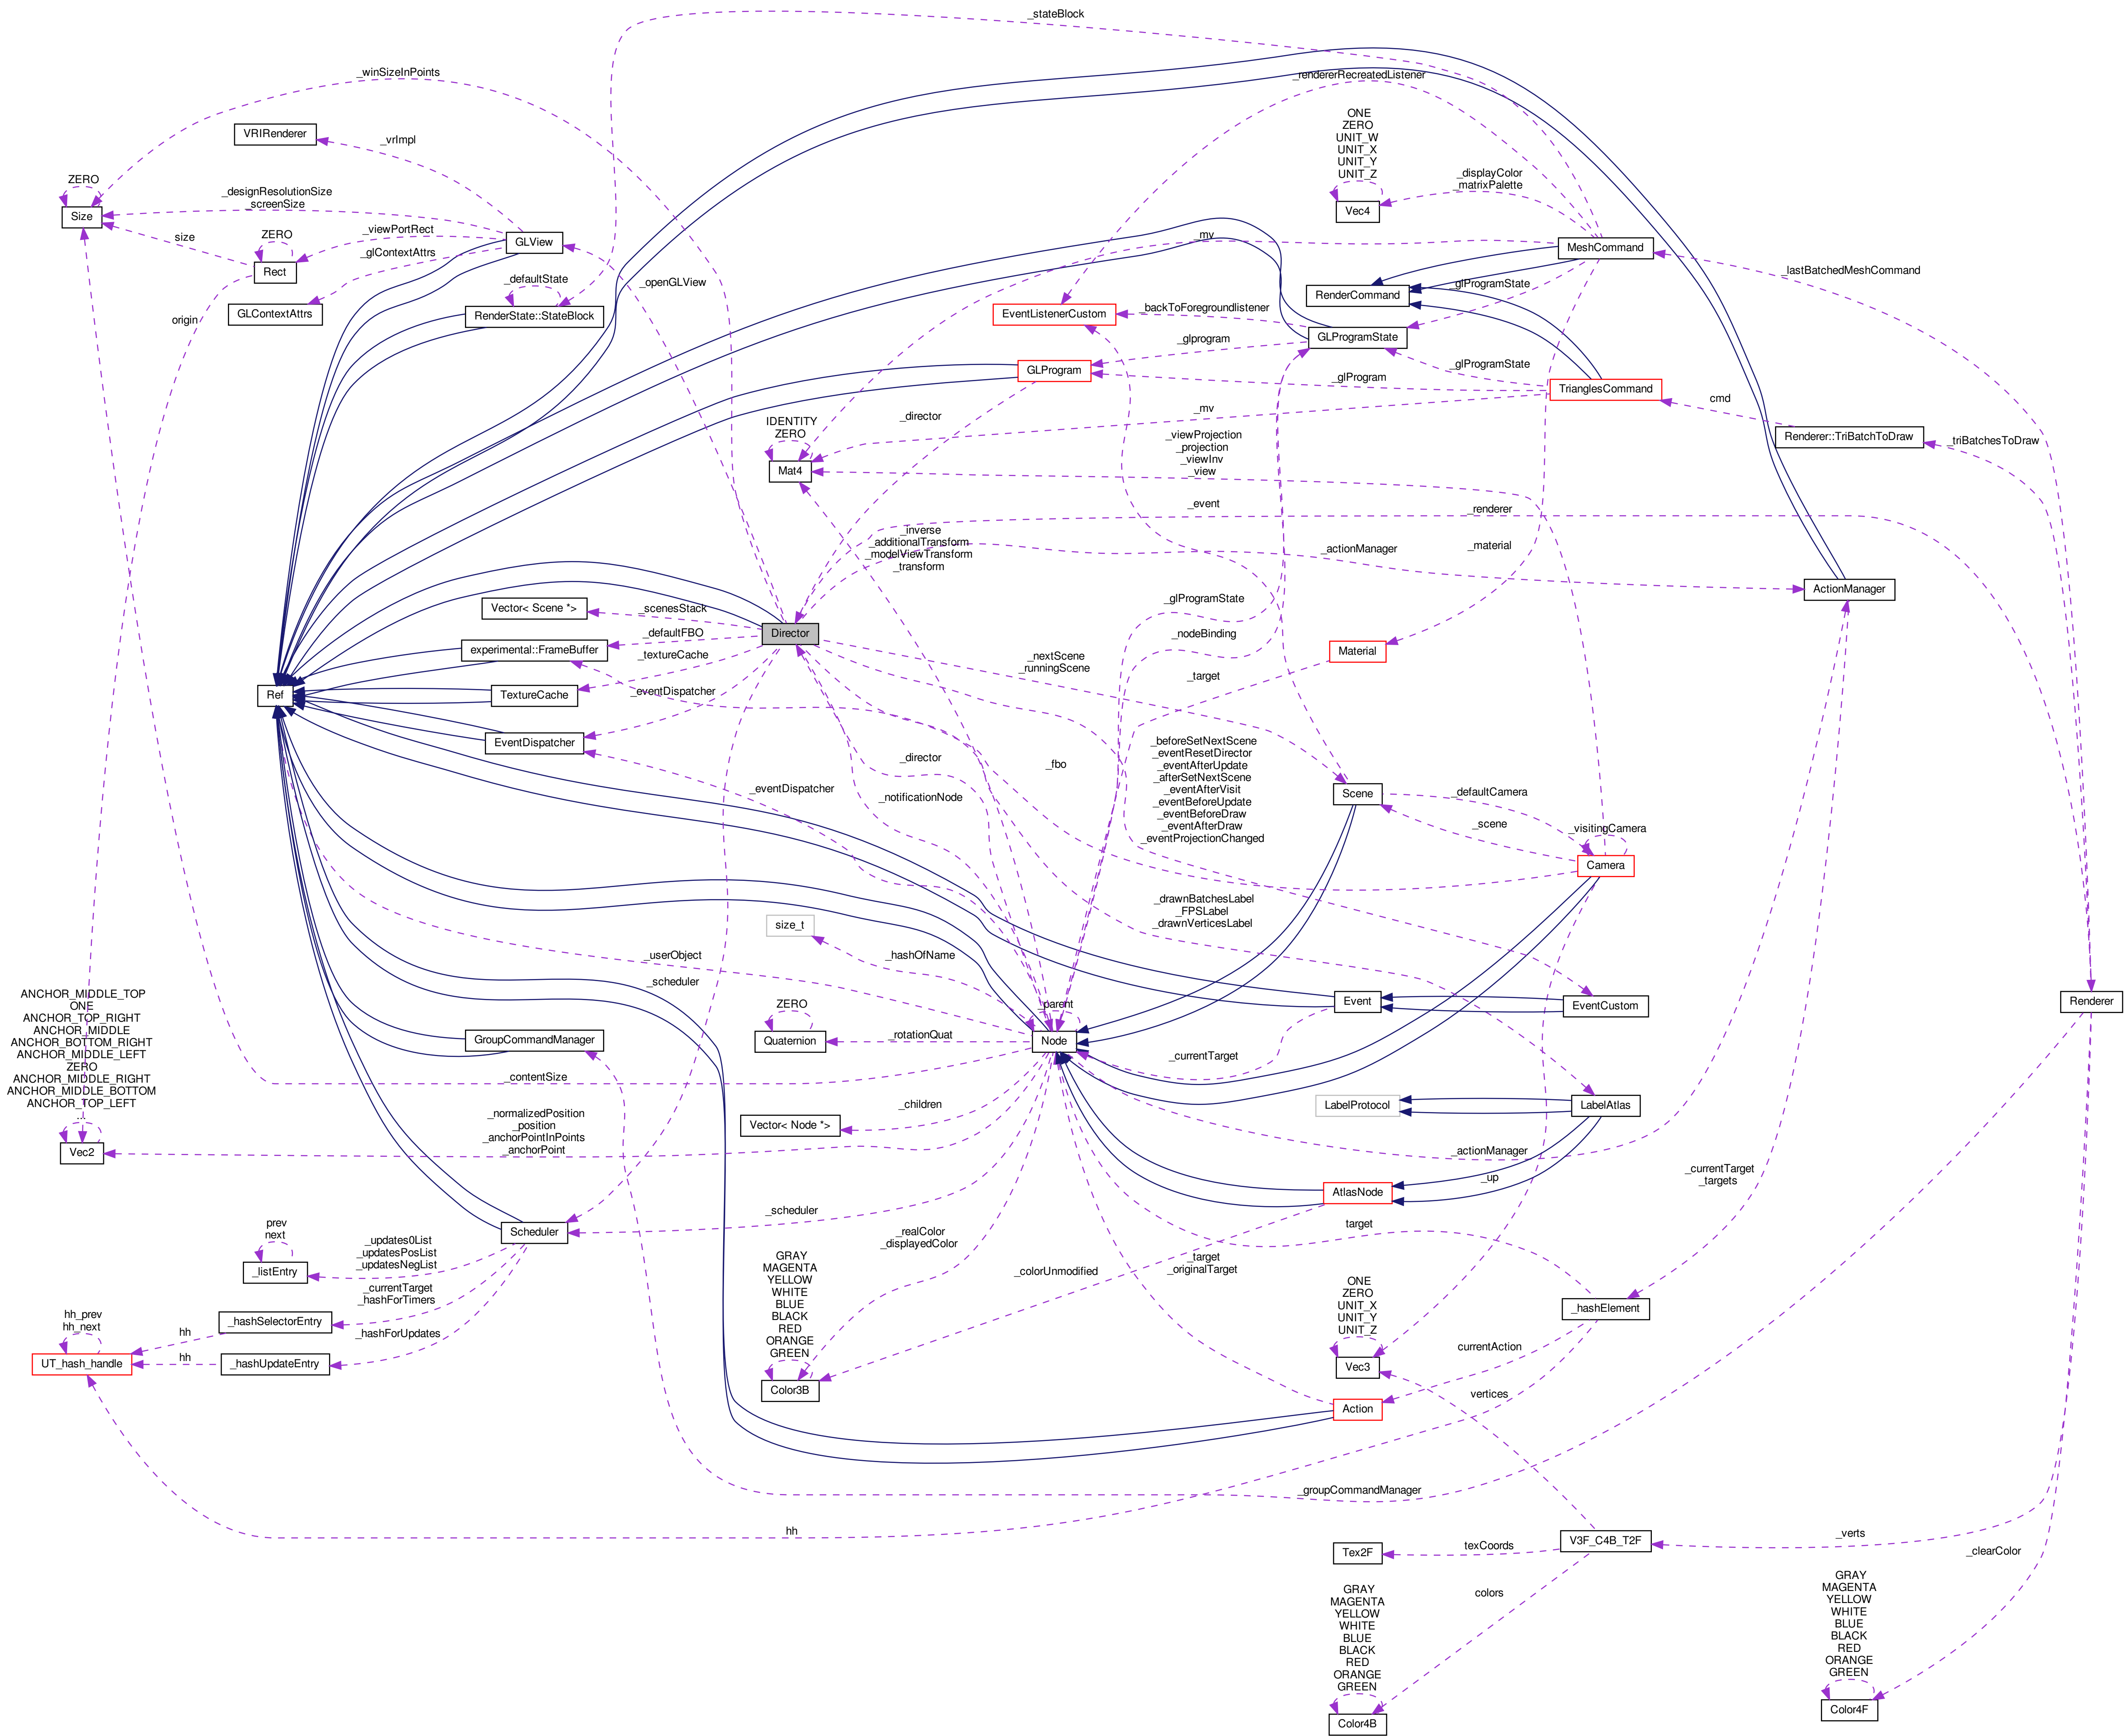 _stateBlock
_winSizeInPoints
_rendererRecreatedListener
ONE
ZERO
UNIT_W
UNIT_X
UNIT_Y
UNIT_Z
VRIRenderer
_vrImpl
ZERO
_designResolutionSize
_screenSize
_displayColor
_matrixPalette
Size
Vec4
size
ZERO
_viewPortRect
GLView
_mv
MeshCommand
_glContextAttrs
Rect
_openGLView
_lastBatchedMeshCommand
_defaultState
RenderCommand
_glProgramState
GLContextAttrs
RenderState::StateBlock
EventListenerCustom
_backToForegroundlistener
origin
GLProgramState
_glprogram
GLProgram
_glProgramState
_glProgram
TrianglesCommand
cmd
_director
_mv
IDENTITY
ZERO
_viewProjection
_projection
_viewInv
_view
Renderer::TriBatchToDraw
_triBatchesToDraw
Mat4
_event
_renderer
_inverse
_additionalTransform
_modelViewTransform
_transform
_actionManager
_material
ActionManager
Vector< Scene *>
_scenesStack
_glProgramState
Director
_defaultFBO
_nodeBinding
experimental::FrameBuffer
_textureCache
_nextScene
_runningScene
Material
_target
Ref
TextureCache
_eventDispatcher
EventDispatcher
_director
_fbo
_beforeSetNextScene
_eventResetDirector
_eventAfterUpdate
_afterSetNextScene
_eventAfterVisit
_eventBeforeUpdate
_eventBeforeDraw
_eventAfterDraw
_eventProjectionChanged
_eventDispatcher
_notificationNode
Scene
_defaultCamera
_scene
_visitingCamera
Camera
_drawnBatchesLabel
_FPSLabel
_drawnVerticesLabel
size_t
_hashOfName
_userObject
_scheduler
ANCHOR_MIDDLE_TOP
ONE
ANCHOR_TOP_RIGHT
ANCHOR_MIDDLE
ANCHOR_BOTTOM_RIGHT
ANCHOR_MIDDLE_LEFT
ZERO
ANCHOR_MIDDLE_RIGHT
ANCHOR_MIDDLE_BOTTOM
ANCHOR_TOP_LEFT
ZERO
_parent
Event
EventCustom
Renderer
GroupCommandManager
Quaternion
_rotationQuat
Node
_currentTarget
_contentSize
_children
LabelProtocol
LabelAtlas
Vector< Node *>
_normalizedPosition
_position
_anchorPointInPoints
_anchorPoint
Vec2
_actionManager
_up
_currentTarget
_targets
AtlasNode
_scheduler
Scheduler
target
prev
next
_updates0List
_updatesPosList
_updatesNegList
_realColor
_displayedColor
_listEntry
GRAY
MAGENTA
YELLOW
WHITE
BLUE
BLACK
RED
ORANGE
GREEN
_colorUnmodified
_target
_originalTarget
ONE
ZERO
UNIT_X
UNIT_Y
UNIT_Z
_currentTarget
_hashForTimers
_hashElement
hh_prev
hh_next
_hashSelectorEntry
hh
_hashForUpdates
currentAction
UT_hash_handle
hh
_hashUpdateEntry
Vec3
Color3B
vertices
Action
_groupCommandManager
hh
V3F_C4B_T2F
_verts
Tex2F
texCoords
_clearColor
colors
GRAY
MAGENTA
YELLOW
WHITE
BLUE
BLACK
RED
ORANGE
GREEN
Color4B
GRAY
MAGENTA
YELLOW
WHITE
BLUE
BLACK
RED
ORANGE
GREEN
Color4F